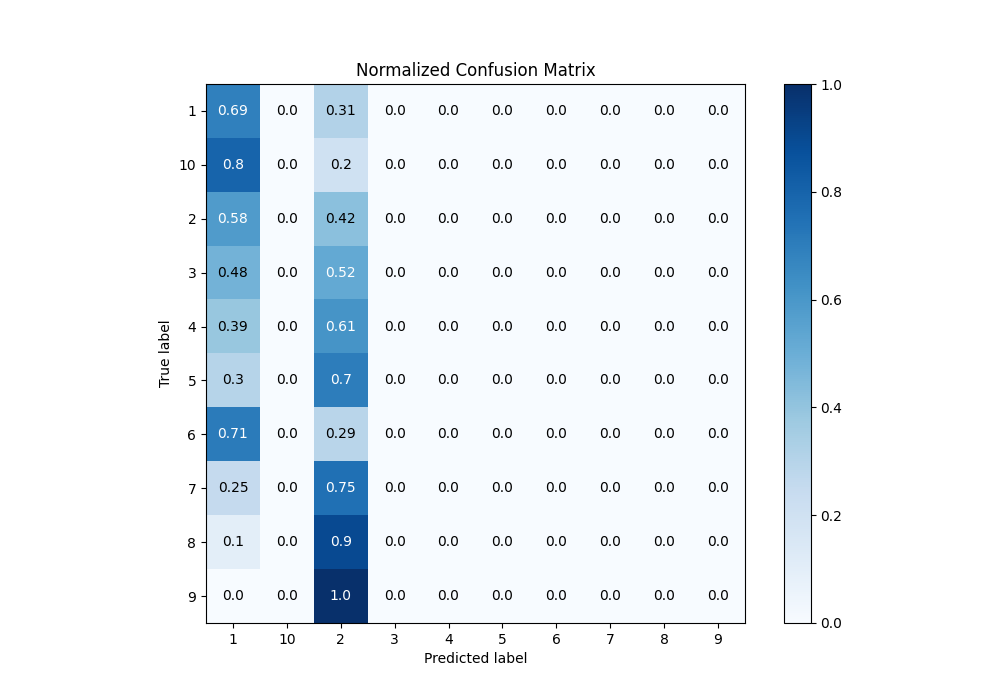 Normalized Confusion Matrix
1 0.69 0.0 0.31 0.0 0.0 0.0 0.0 0.0 0.0 0.0
10 0.8 0.0 0.2 0.0 0.0 0.0 0.0 0.0 0.0 0.0
2 0.58 0.0 0.42 0.0 0.0 0.0 0.0 0.0 0.0 0.0
3 0.48 0.0 0.52 0.0 0.0 0.0 0.0 0.0 0.0 0.0
4 0.39 0.0 0.61 0.0 0.0 0.0 0.0 0.0 0.0 0.0
5 0.3 0.0 0.7 0.0 0.0 0.0 0.0 0.0 0.0 0.0
6 0.71 0.0 0.29 0.0 0.0 0.0 0.0 0.0 0.0 0.0
7 0.25 0.0 0.75 0.0 0.0 0.0 0.0 0.0 0.0 0.0
8 0.1 0.0 0.9 0.0 0.0 0.0 0.0 0.0 0.0 0.0
9 0.0 0.0 1.0 0.0 0.0 0.0 0.0 0.0 0.0 0.0
1 10 2 3 4 5 6 7 8 9
Predicted label
True label
1.0
0.8
0.6
0.4
0.2
0.0